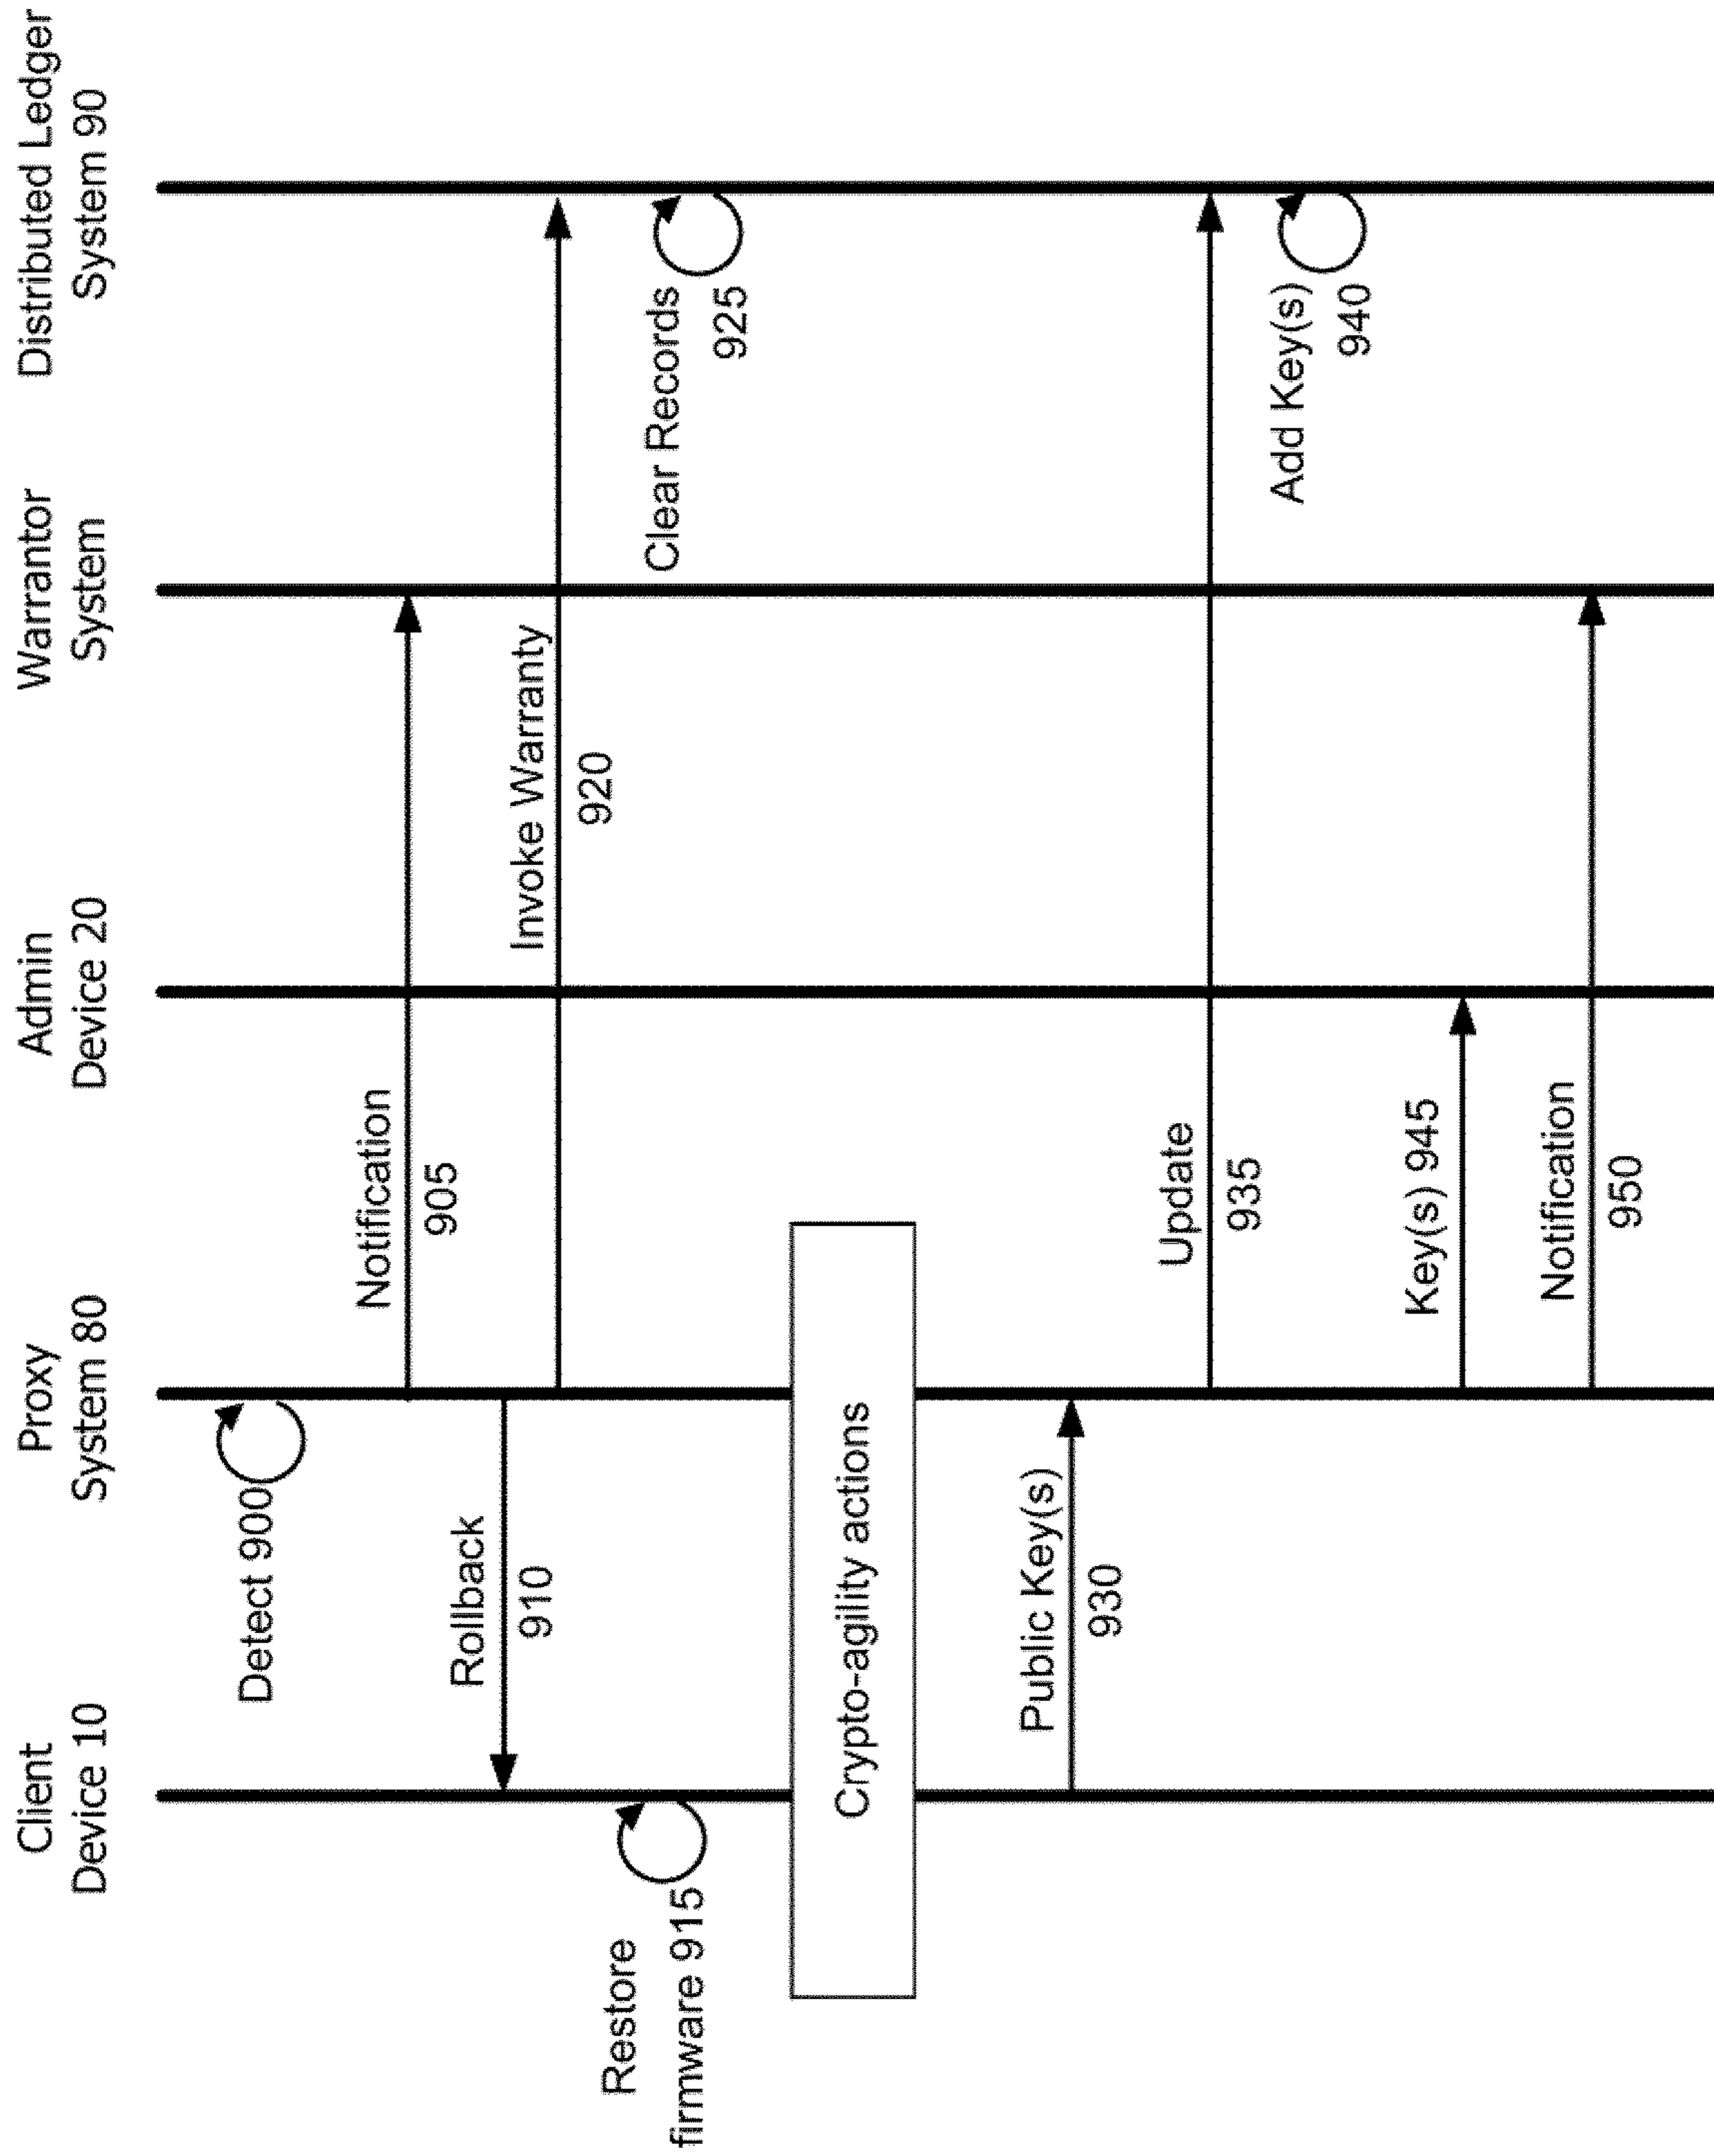 Client
Device 10
Proxy
System 80
Admin
Device 20
Warrantor
System
Distributed Ledger
System 90
Detect 900
Notification
905
Rollback
910
Invoke Warranty
920
Restore
firmware 915
Clear Records
925
Crypto-agility actions
Public Key(s)
930
Update
935
Add Key(s)
940
Key(s) 945
Notification
950